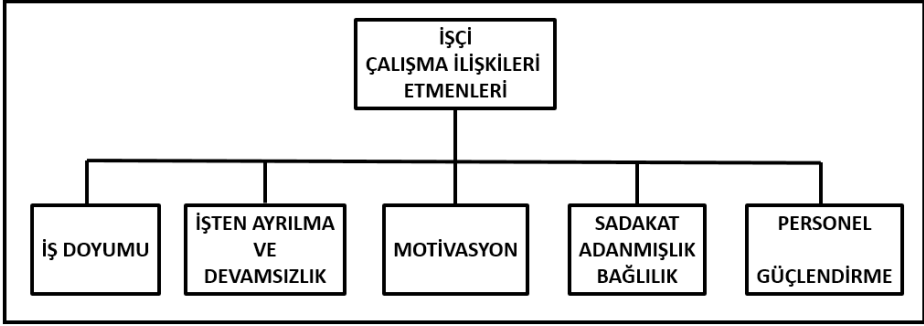 İŞÇİ
ÇALIŞMA İLİŞKİLERİ
ETMENLERİ
İŞ DOYUMU
İŞTEN AYRILMA
VE
DEVAMSIZLIK
MOTİVASYON
SADAKAT
ADANMIŞLIK
BAĞLILIK
PERSONEL
GÜÇLENDİRME